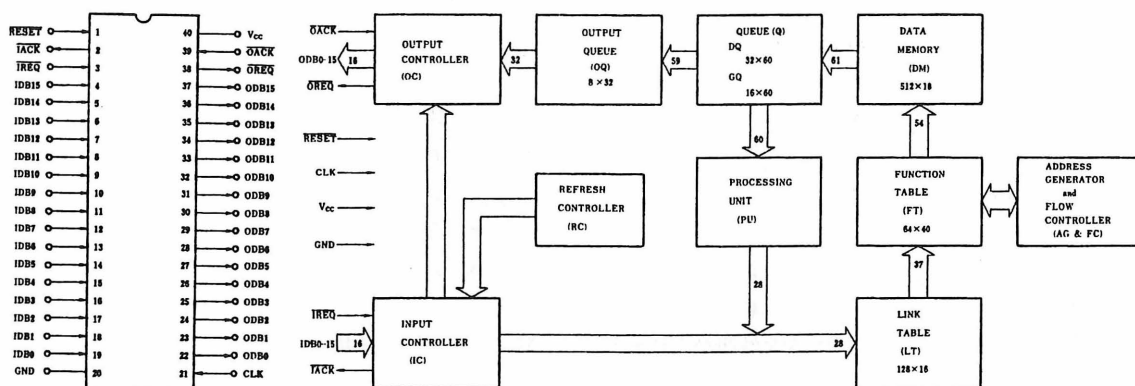 RESET 1
IACK 2
IREQ 3
IDB15 4
IDB14 5
IDB13 6
IDB12 7
IDB11 8
IDB10 9
IDB9 10
IDB8 11
IDB7 12
IDB6 13
IDB5 14
IDB4 15
IDB3 16
IDB2 17
IDB1 18
IDB0 19
GND 20
40 Vcc
39 OACK
38 OREQ
37 ODB15
36 ODB14
35 ODB13
34 ODB12
33 ODB11
32 ODB10
31 ODB9
30 ODB8
29 ODB7
28 ODB6
27 ODB5
26 ODB4
25 ODB3
24 ODB2
23 ODB1
22 ODB0
21 CLK
OACK
ODB0-15 16
OREQ
OUTPUT
CONTROLLER
(OC)
32
OUTPUT
QUEUE
(OQ)
8×32
59
QUEUE (Q)
DQ
32×60
GQ
16×60
61
DATA
MEMORY
(DM)
512×18
RESET
CLK
Vcc
GND
REFRESH
CONTROLLER
(RC)
60
PROCESSING
UNIT
(PU)
28
54
FUNCTION
TABLE
(FT)
64×40
ADDRESS
GENERATOR
and
FLOW
CONTROLLER
(AG & FC)
37
IREQ
IDB0-15 16
IACK
INPUT
CONTROLLER
(IC)
28
LINK
TABLE
(LT)
128×16